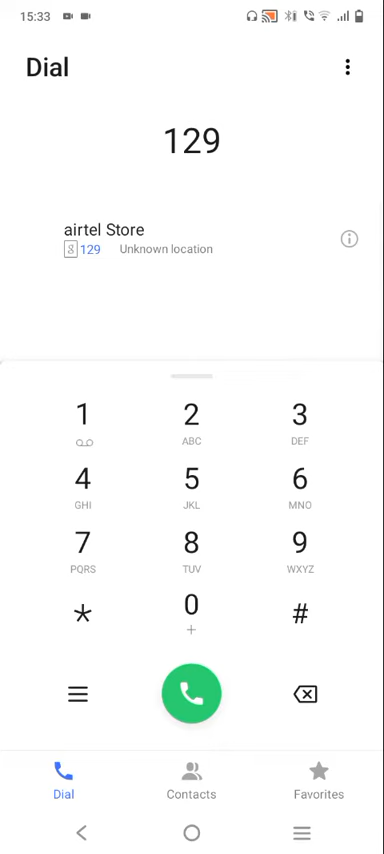 15:33
Dial
129
airtel Store
129 Unknown location
1 2 3
ABC DEF
4 5 6
GHI JKL MNO
7 8 9
PQRS TUV WXYZ
* 0 #
+
Dial Contacts Favorites